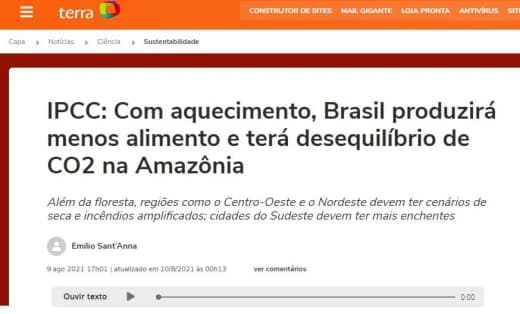 terra
CONSTRUTOR DE SITES MAIL GIGANTE LOJA PRONTA ANTIVÍRUS SIT
Capa > Notícias > Ciência > Sustentabilidade
IPCC: Com aquecimento, Brasil produzirá
menos alimento e terá desequilíbrio de
CO2 na Amazônia
Além da floresta, regiões como o Centro-Oeste e o Nordeste devem ter cenários de
seca e incêndios amplificados; cidades do Sudeste devem ter mais enchentes
Emilio Sant'Anna
9 ago 2021 17h01 | atualizado em 10/8/2021 às 00h13 ver comentários
Ouvir texto 0:00